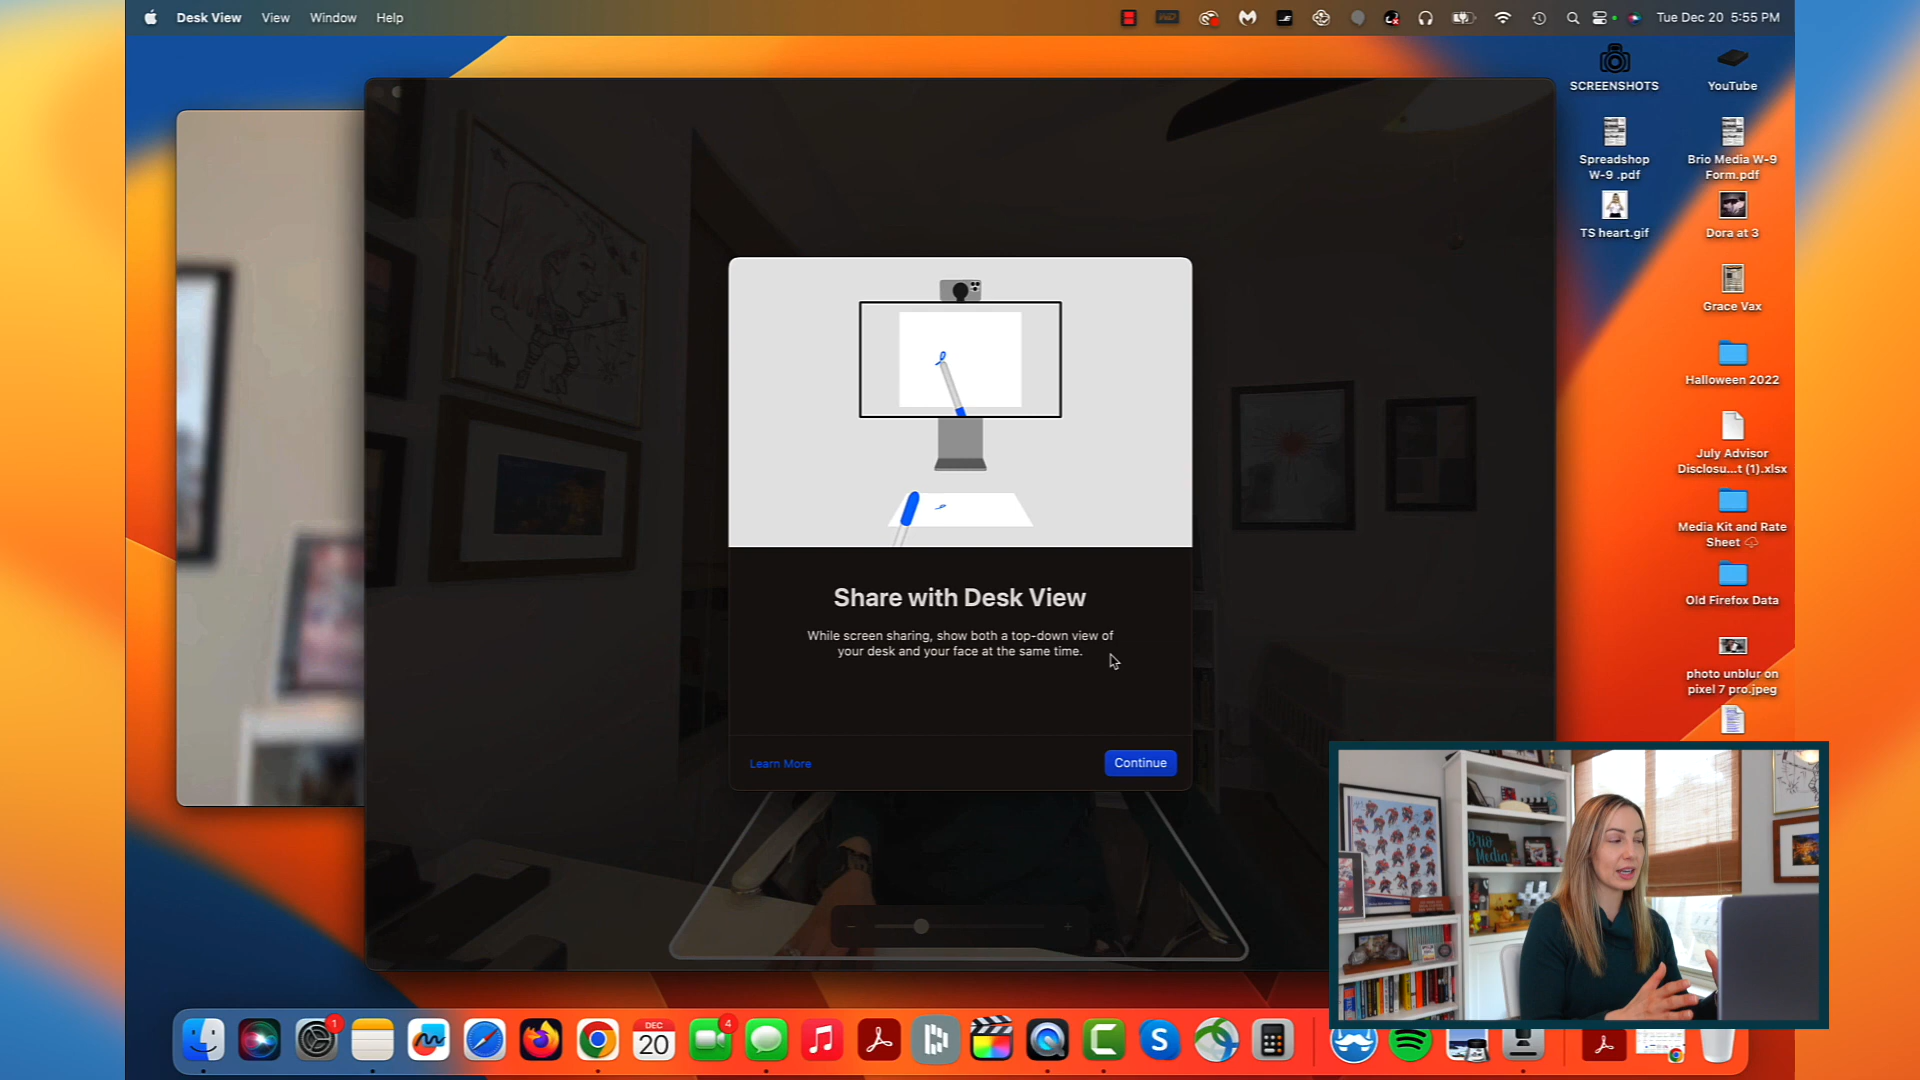 Desk View View Window Help
Tue Dec 20 5:55 PM
SCREENSHOTS
YouTube
Spreadshop
W-9 .pdf
Brio Media W-9
Form.pdf
TS heart.gif
Dora at 3
Grace Vax
Halloween 2022
July Advisor
Disclosu...t (1).xlsx
Media Kit and Rate
Sheet
Old Firefox Data
photo unblur on
pixel 7 pro.jpeg
Share with Desk View
While screen sharing, show both a top-down view of
your desk and your face at the same time.
Learn More
Continue
Brio
Media
1
DEC
20
4